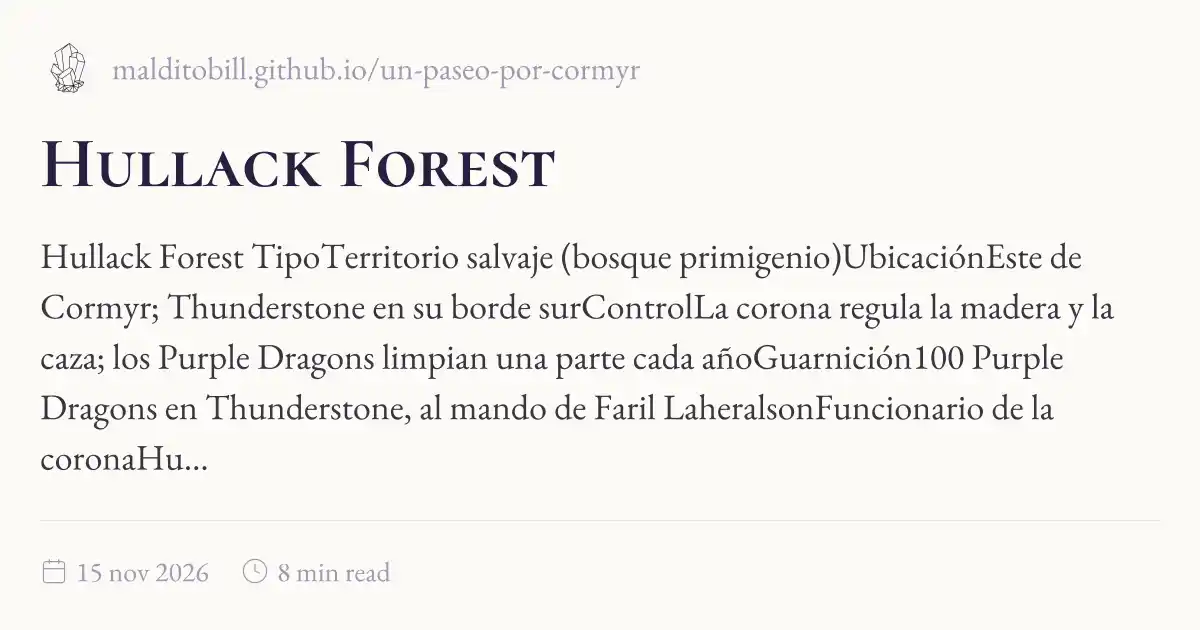 malditobill.github.io/un-paseo-por-cormyr
Hullack Forest
Hullack Forest TipoTerritorio salvaje (bosque primigenio)UbicaciónEste de
Cormyr; Thunderstone en su borde surControlLa corona regula la madera y la
caza; los Purple Dragons limpian una parte cada añoGuarnición100 Purple
Dragons en Thunderstone, al mando de Faril LaheralsonFuncionario de la
coronaHu...
15 nov 2026 8 min read